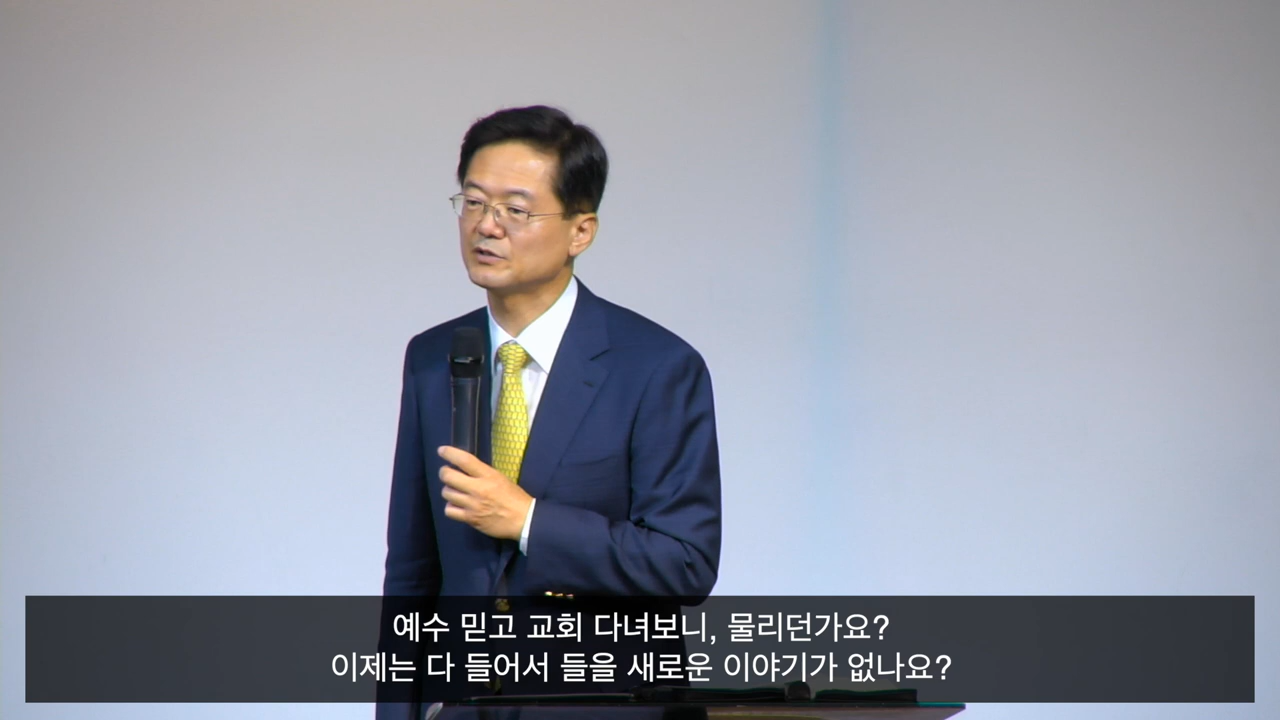 예수 믿고 교회 다녀보니, 물리던가요?
이제는 다 들어서 들을 새로운 이야기가 없나요?